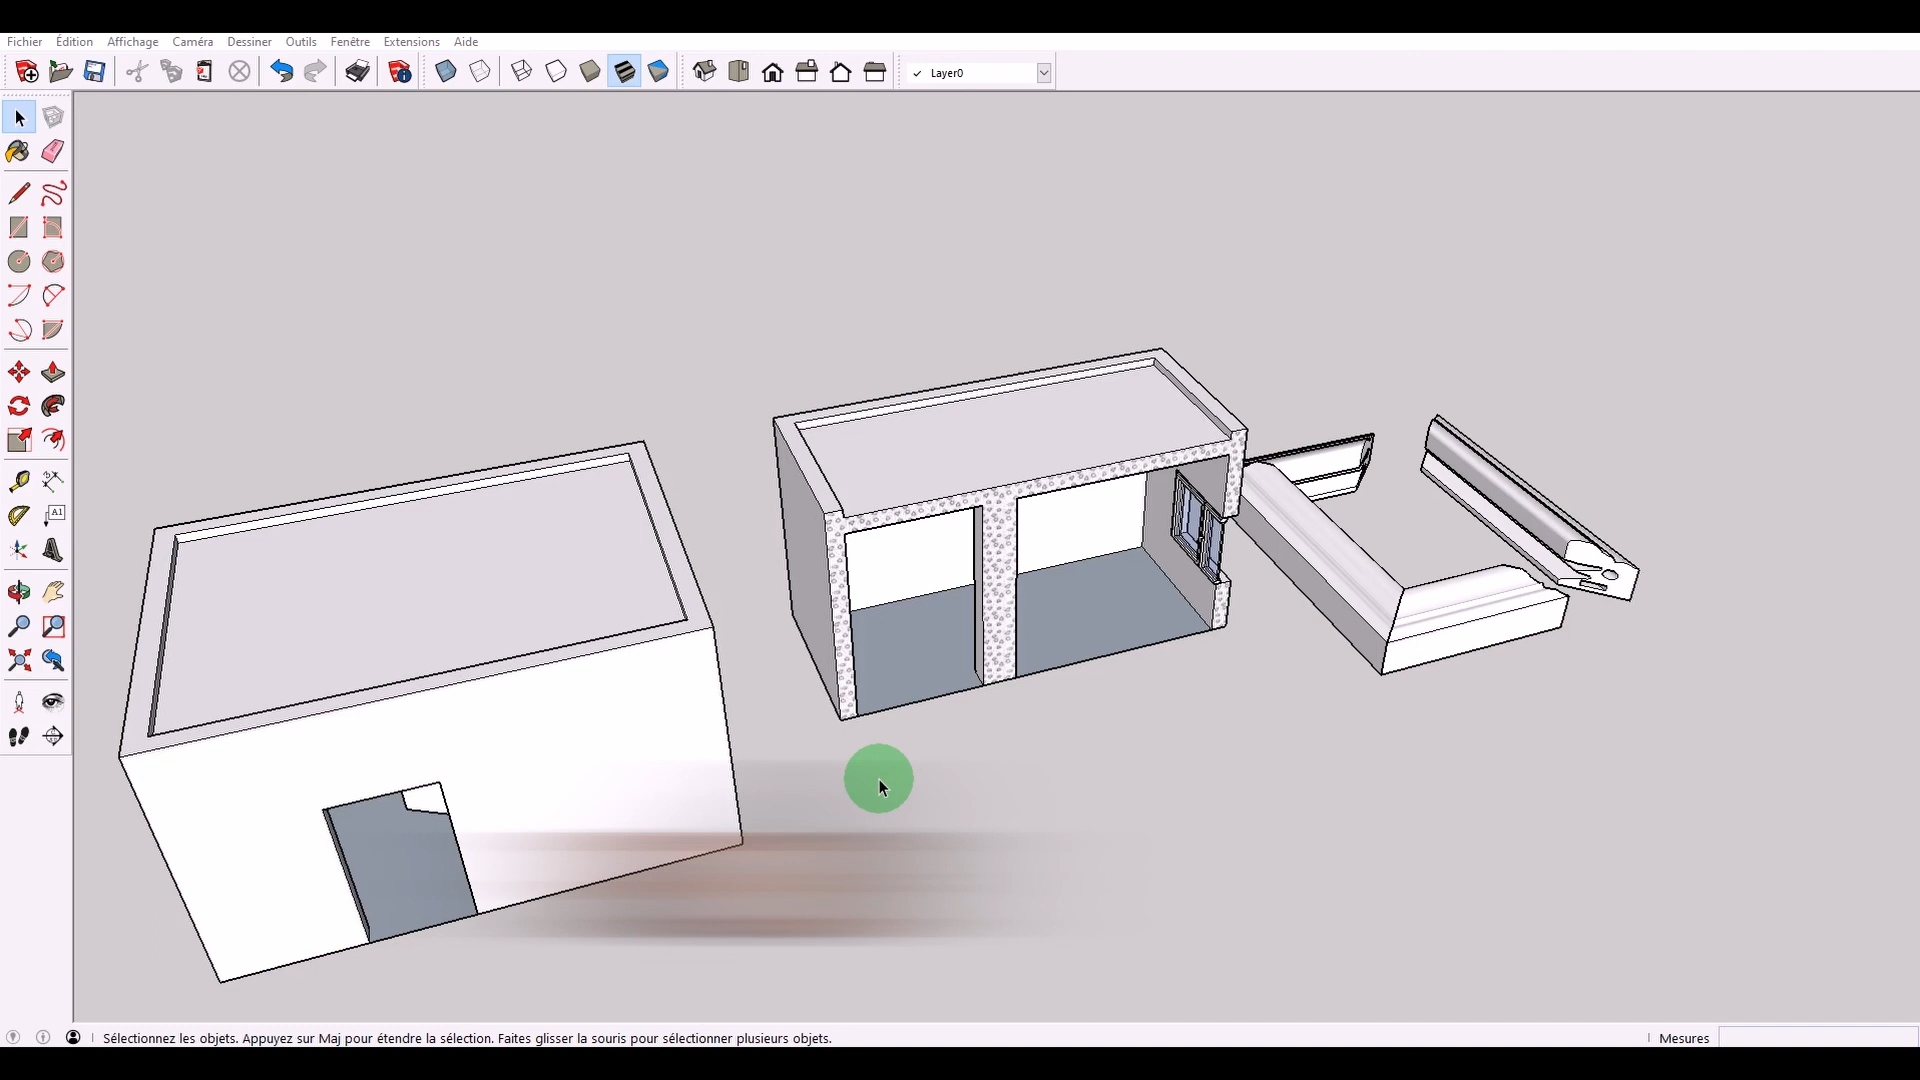 Fichier Édition Affichage Caméra Dessiner Outils Fenêtre Extensions Aide
✓ Layer0
A1
Sélectionnez les objets. Appuyez sur Maj pour étendre la sélection. Faites glisser la souris pour sélectionner plusieurs objets.
Mesures